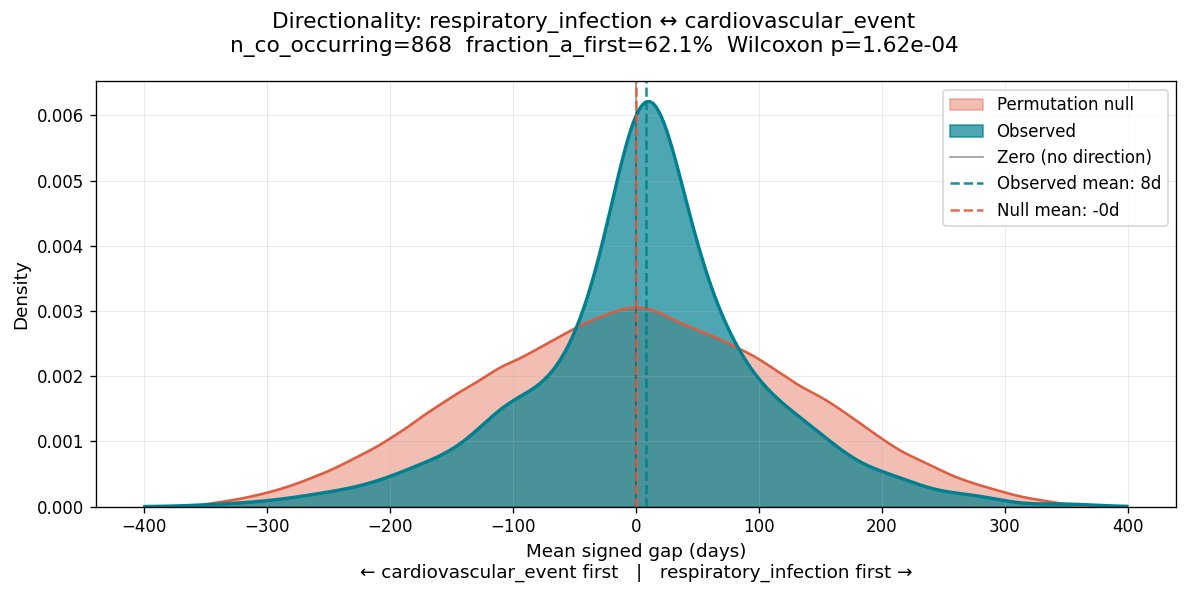 Directionality: respiratory_infection ↔ cardiovascular_event
n_co_occurring=868  fraction_a_first=62.1%  Wilcoxon p=1.62e-04
Permutation null
Observed
Zero (no direction)
Observed mean: 8d
Null mean: -0d
Density
0.006
0.005
0.004
0.003
0.002
0.001
0.000
−400
−300
−200
−100
0
100
200
300
400
Mean signed gap (days)
← cardiovascular_event first   |   respiratory_infection first →